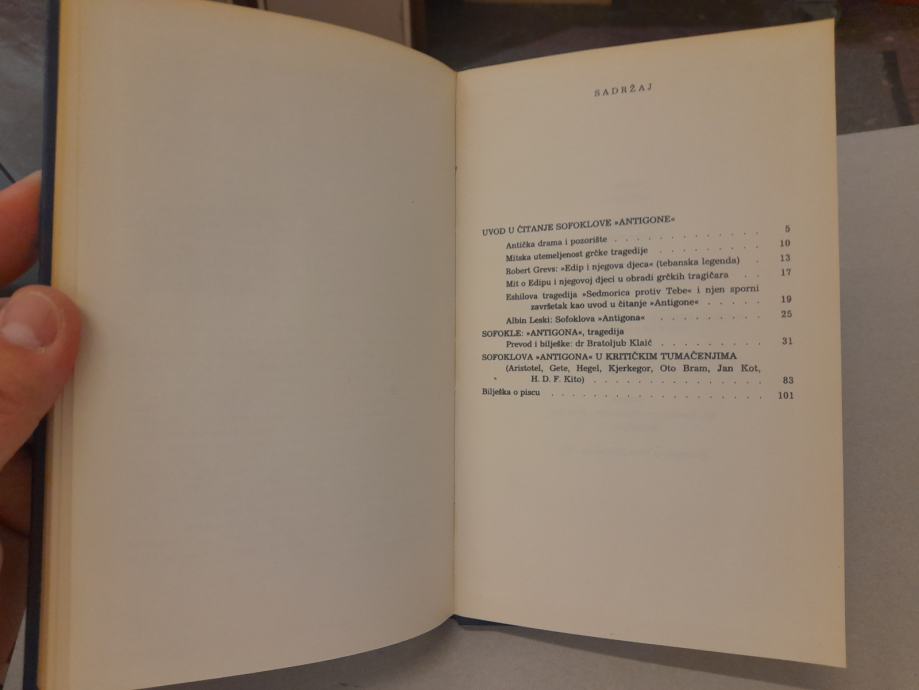 SADRŽAJ
UVOD U ČITANJE SOFOKLOVE »ANTIGONE« 5
Antička drama i pozorište . . . . . . . . . . . . 10
Mitska utemeljenost grčke tragedije . . . . . . . . . 13
Robert Grevs: »Edip i njegova djeca« (tebanska legenda) . 17
Mit o Edipu i njegovoj djeci u obradi grčkih tragičara . .
Eshilova tragedija »Sedmorica protiv Tebe« i njen sporni
završetak kao uvod u čitanje »Antigone« . . . . . 19
Albin Leski: Sofoklova »Antigona« . . . . . . . . . 25
SOFOKLE: »ANTIGONA«, tragedija
Prevod i bilješke: dr Bratoljub Klaić . . . . . . . . . 31
SOFOKLOVA »ANTIGONA« U KRITIČKIM TUMAČENJIMA
(Aristotel, Gete, Hegel, Kjerkegor, Oto Bram, Jan Kot,
H. D. F. Kito) . . . . . . . . . . . . . . 83
Bilješka o piscu . . . . . . . . . . . . . . . . . 101